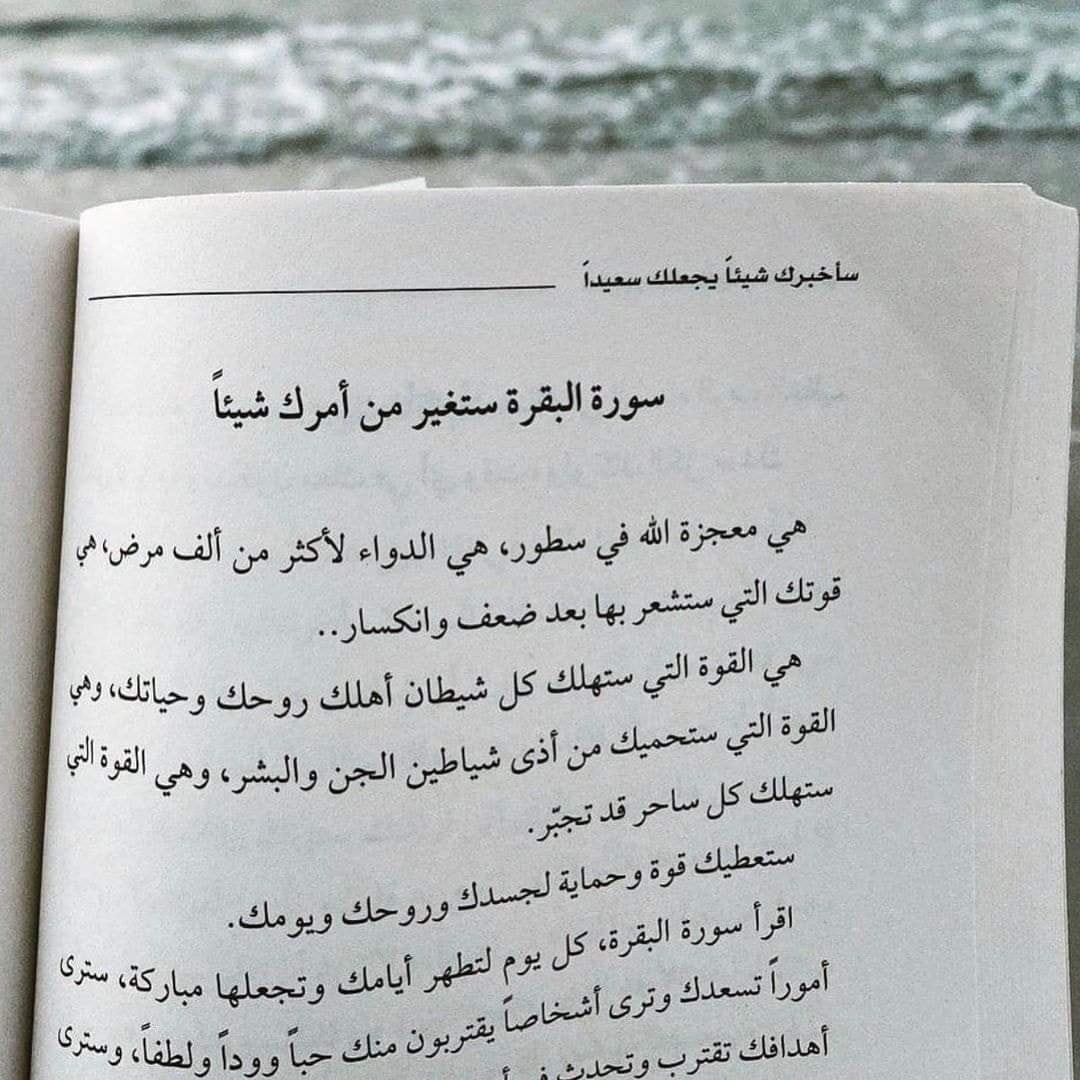 سأخبرك شيئاً يجعلك سعيداً
سورة البقرة ستغير من أمرك شيئاً
هي معجزة الله في سطور، هي الدواء لأكثر من ألف مرض، هي
قوتك التي ستشعر بها بعد ضعف وانكسار..
هي القوة التي ستهلك كل شيطان أهلك روحك وحياتك، وهي
القوة التي ستحميك من أذى شياطين الجن والبشر، وهي القوة التي
ستهلك كل ساحر قد تجبّر.
ستعطيك قوة وحماية لجسدك وروحك ويومك.
اقرأ سورة البقرة، كل يوم لتطهر أيامك وتجعلها مباركة، سترى
أموراً تسعدك وترى أشخاصاً يقتربون منك حباً ووداً ولطفاً، وسترى
أهدافك تقترب وتحدث في